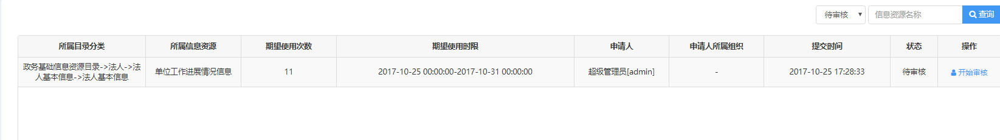 待审核
信息资源名称
查询
所属目录分类 所属信息资源 期望使用次数 期望使用时限 申请人 申请人所属组织 提交时间 状态 操作
政务基础信息资源目录->法人->法
人基本信息->法人基本信息
单位工作进展情况信息 11 2017-10-25 00:00:00-2017-10-31 00:00:00 超级管理员[admin] - 2017-10-25 17:28:33 待审核 开始审核